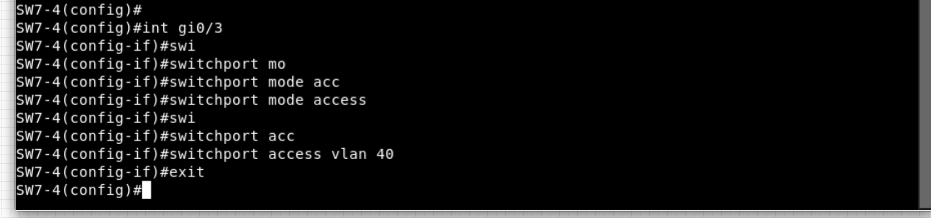 SW7-4(config)#
SW7-4(config)#int gi0/3
SW7-4(config-if)#swi
SW7-4(config-if)#switchport mo
SW7-4(config-if)#switchport mode acc
SW7-4(config-if)#switchport mode access
SW7-4(config-if)#swi
SW7-4(config-if)#switchport acc
SW7-4(config-if)#switchport access vlan 40
SW7-4(config-if)#exit
SW7-4(config)#